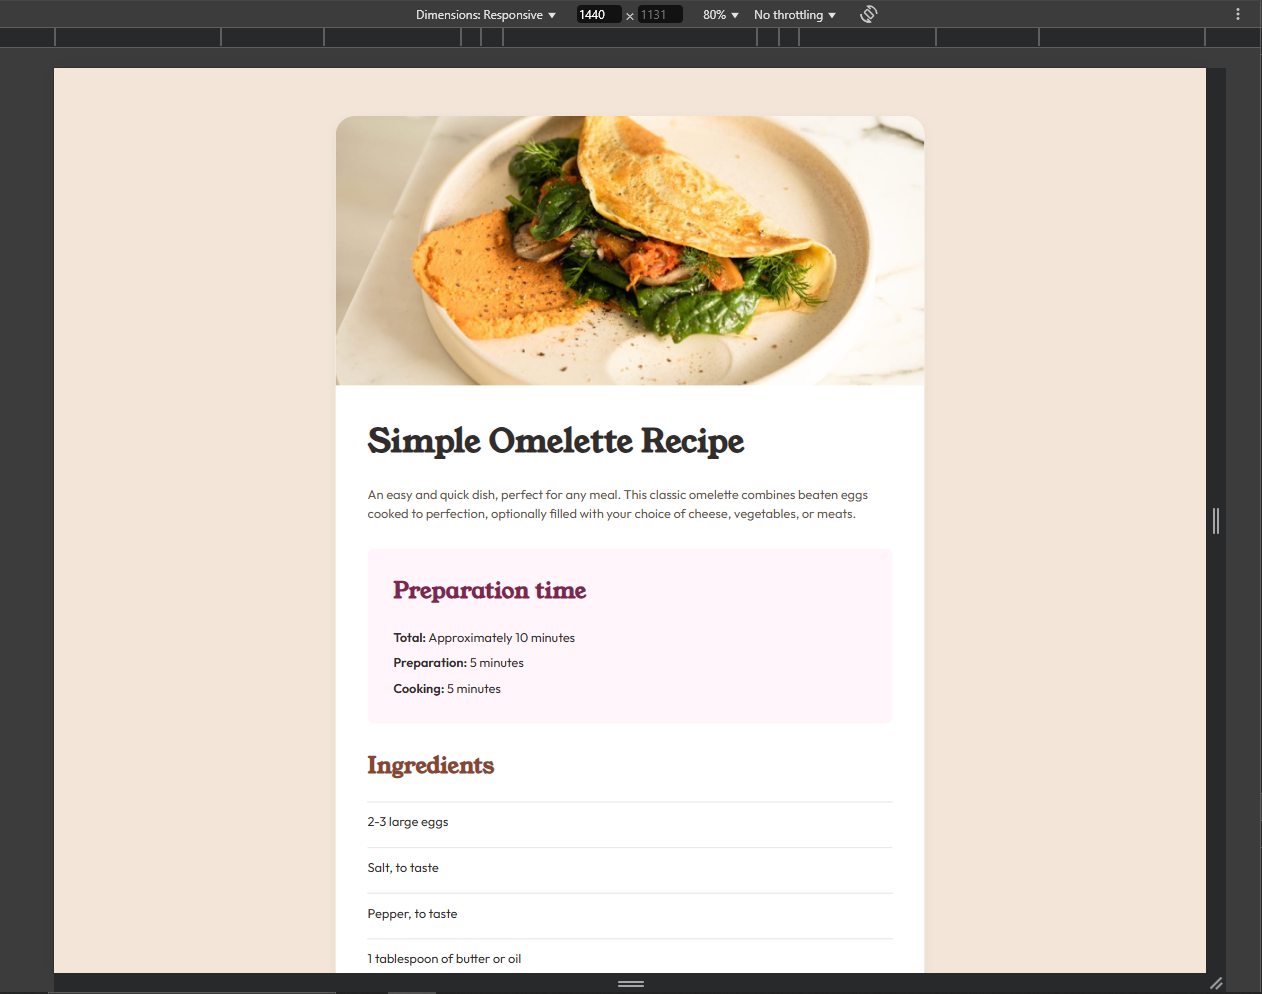 Dimensions: Responsive 1440 × 1131 80% No throttling
Simple Omelette Recipe
An easy and quick dish, perfect for any meal. This classic omelette combines beaten eggs
cooked to perfection, optionally filled with your choice of cheese, vegetables, or meats.
Preparation time
Total: Approximately 10 minutes
Preparation: 5 minutes
Cooking: 5 minutes
Ingredients
2-3 large eggs
Salt, to taste
Pepper, to taste
1 tablespoon of butter or oil